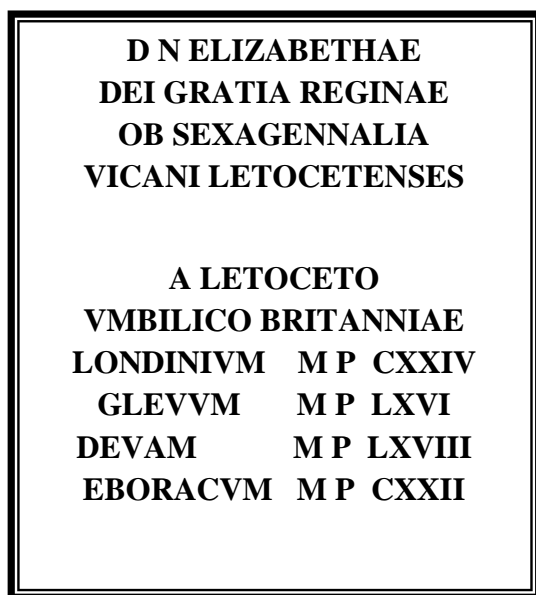 D N ELIZABETHAE
DEI GRATIA REGINAE
OB SEXAGENNALIA
VICANI LETOCETENSES
A LETOCETO
VMBILICO BRITANNIAE
LONDINIVM M P CXXIV
GLEVVM M P LXVI
DEVAM M P LXVIII
EBORACVM M P CXXII